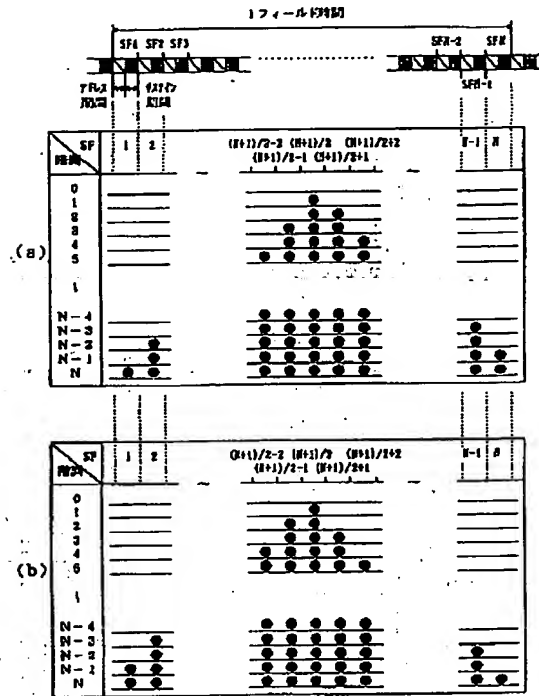 1フィールド時間
SF1 SF2 SF3
SFN-2 SFN
SFN-1
アドレス
期間
サステイン
期間
(a)
SF
階調
1 2 (N+1)/2-2 (N+1)/2 (N+1)/2+2 N-1 N
(N+1)/2-1 (N+1)/2+1
0
1
2
3
4
5
～
N-4
N-3
N-2
N-1
N
(b)
SF
階調
1 2 (N+1)/2-2 (N+1)/2 (N+1)/2+2 N-1 N
(N+1)/2-1 (N+1)/2+1
0
1
2
3
4
5
～
N-4
N-3
N-2
N-1
N